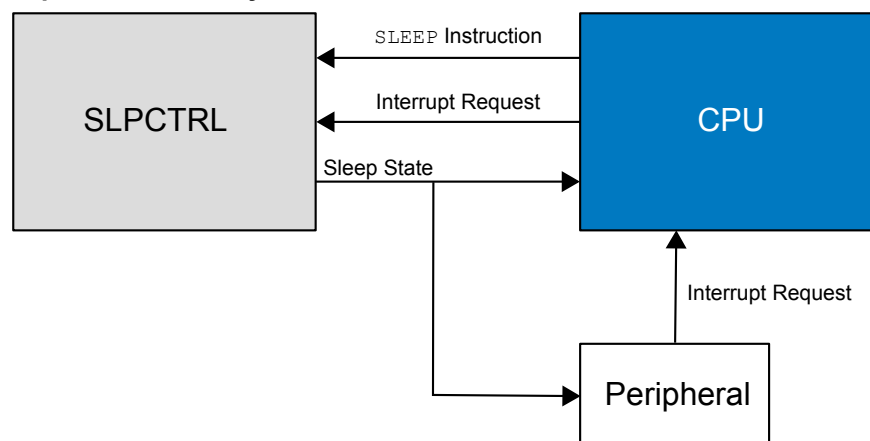 SLEEP Instruction
SLPCTRL
Interrupt Request
CPU
Sleep State
Interrupt Request
Peripheral